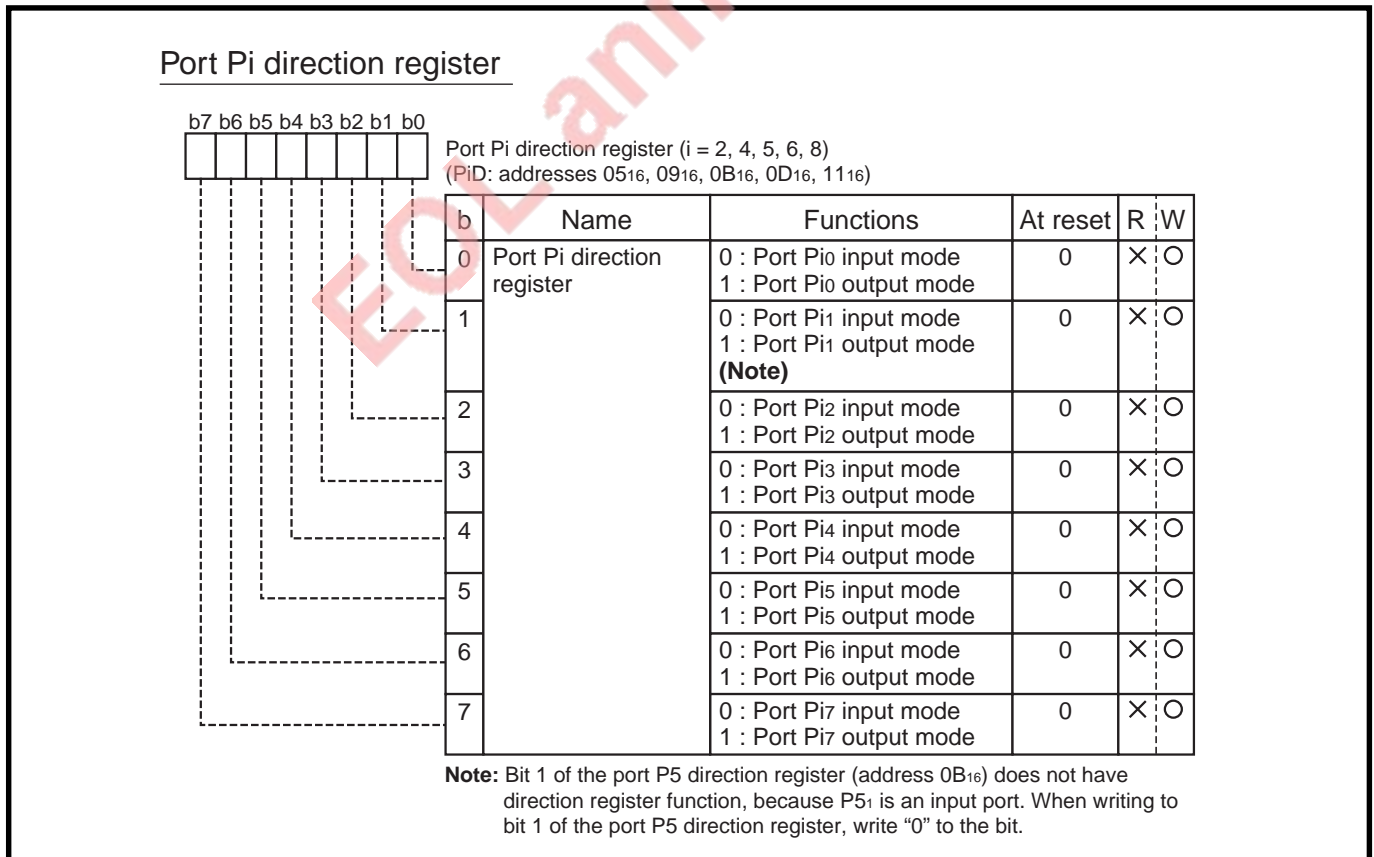 Port Pi direction register
b7 b6 b5 b4 b3 b2 b1 b0
Port Pi direction register (i = 2, 4, 5, 6, 8)
(PiD: addresses 0516, 0916, 0B16, 0D16, 1116)
b Name Functions At reset R W
0 Port Pi direction register 0 : Port Pi0 input mode 0 × O
1 : Port Pi0 output mode
1 0 : Port Pi1 input mode 0 × O
1 : Port Pi1 output mode
(Note)
2 0 : Port Pi2 input mode 0 × O
1 : Port Pi2 output mode
3 0 : Port Pi3 input mode 0 × O
1 : Port Pi3 output mode
4 0 : Port Pi4 input mode 0 × O
1 : Port Pi4 output mode
5 0 : Port Pi5 input mode 0 × O
1 : Port Pi5 output mode
6 0 : Port Pi6 input mode 0 × O
1 : Port Pi6 output mode
7 0 : Port Pi7 input mode 0 × O
1 : Port Pi7 output mode
Note: Bit 1 of the port P5 direction register (address 0B16) does not have
direction register function, because P51 is an input port. When writing to
bit 1 of the port P5 direction register, write “0” to the bit.
EOL